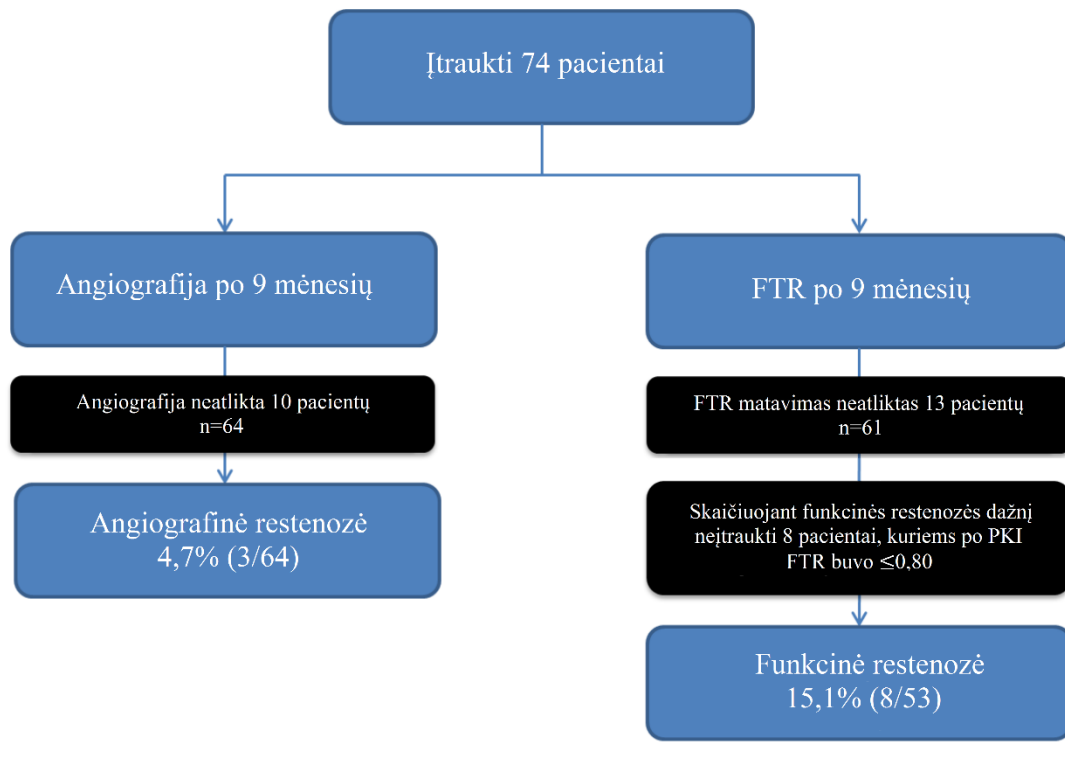 Įtraukti 74 pacientai
Angiografija po 9 mėnesių
FTR po 9 mėnesių
Angiografija neatlikta 10 pacientų
n=64
FTR matavimas neatliktas 13 pacientų
n=61
Angiografinė restenozė
4,7% (3/64)
Skaičiuojant funkcinės restenozės dažnį
neįtraukti 8 pacientai, kuriems po PKI
FTR buvo ≤0,80
Funkcinė restenozė
15,1% (8/53)